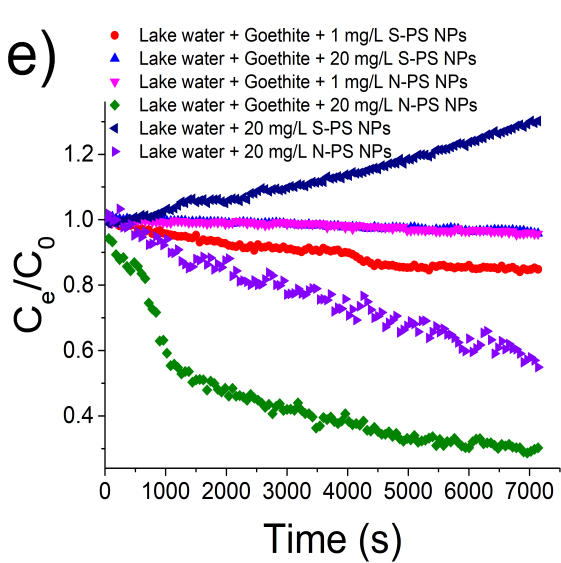 e)
Lake water + Goethite + 1 mg/L S-PS NPs
Lake water + Goethite + 20 mg/L S-PS NPs
Lake water + Goethite + 1 mg/L N-PS NPs
Lake water + Goethite + 20 mg/L N-PS NPs
Lake water + 20 mg/L S-PS NPs
Lake water + 20 mg/L N-PS NPs
1.2
1.0
0.8
0.6
0.4
Ce/C0
0 1000 2000 3000 4000 5000 6000 7000
Time (s)